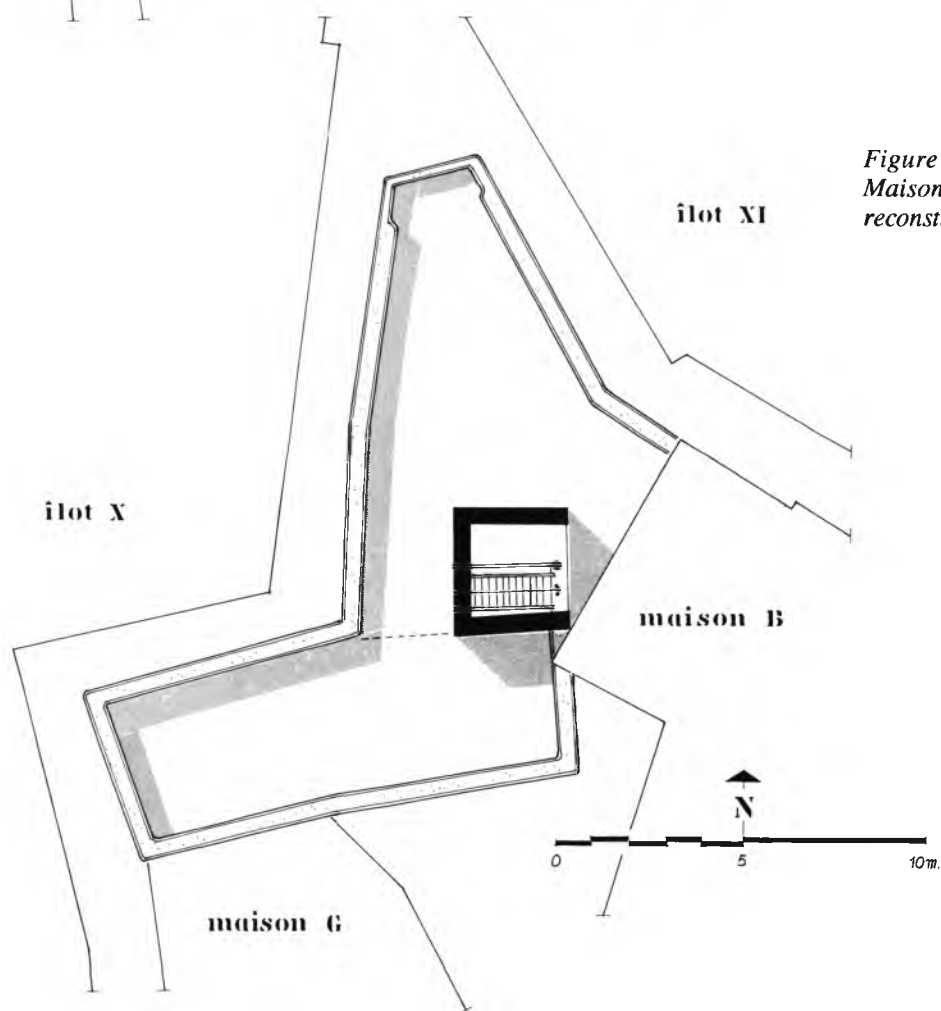 Figure
Maison
reconst
îlot XI
îlot X
maison B
N
0 5 10m.
maison G